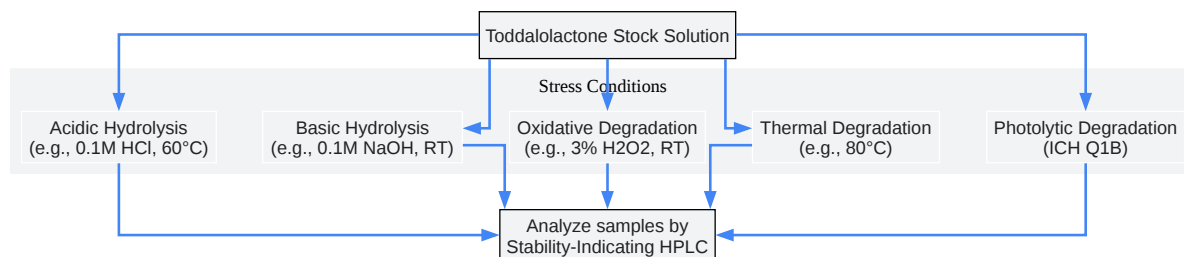 Toddalolactone Stock Solution
Stress Conditions
Acidic Hydrolysis
(e.g., 0.1M HCl, 60°C)
Basic Hydrolysis
(e.g., 0.1M NaOH, RT)
Oxidative Degradation
(e.g., 3% H2O2, RT)
Thermal Degradation
(e.g., 80°C)
Photolytic Degradation
(ICH Q1B)
Analyze samples by
Stability-Indicating HPLC